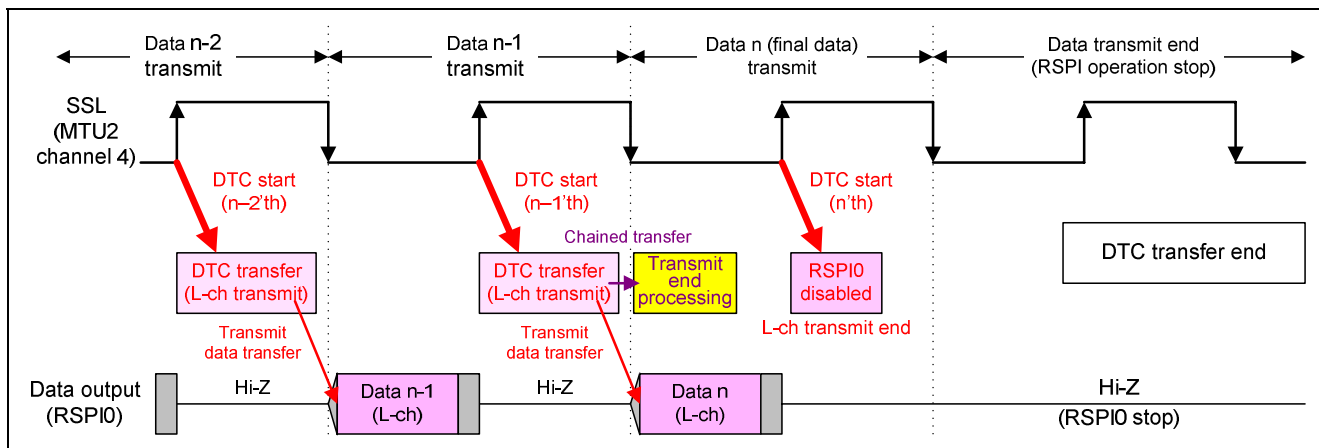 Data n-2
transmit
Data n-1
transmit
Data n (final data)
transmit
Data transmit end
(RSPI operation stop)
SSL
(MTU2
channel 4)
DTC start
(n–2'th)
DTC start
(n–1'th)
DTC start
(n'th)
Chained transfer
DTC transfer
(L-ch transmit)
DTC transfer
(L-ch transmit)
Transmit
end
processing
RSPI0
disabled
DTC transfer end
L-ch transmit end
Transmit
data transfer
Transmit
data transfer
Data output
(RSPI0)
Hi-Z
Data n-1
(L-ch)
Hi-Z
Data n
(L-ch)
Hi-Z
(RSPI0 stop)